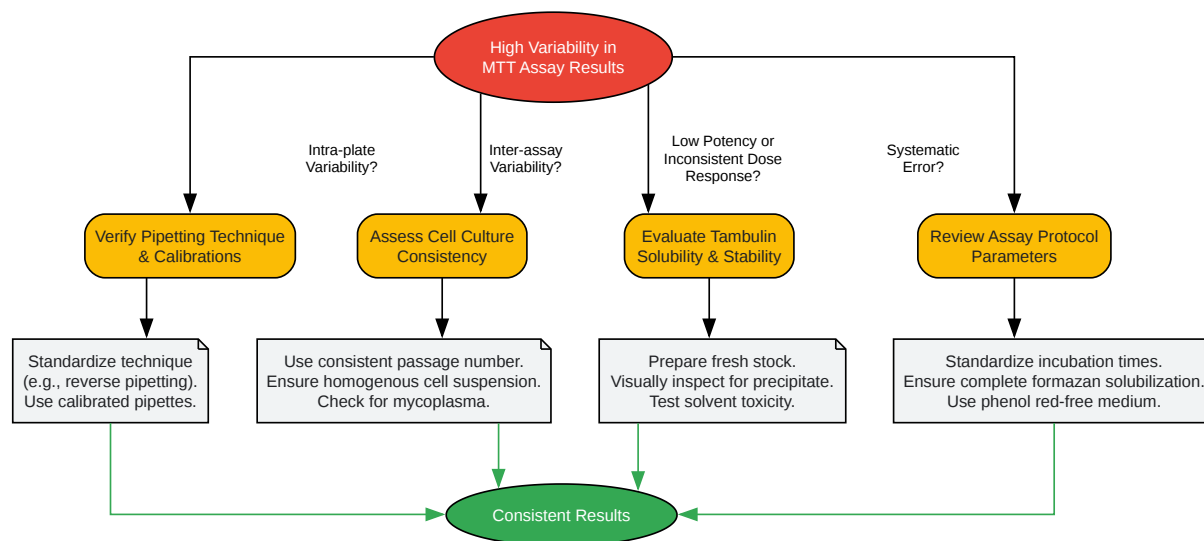 High Variability in
MTT Assay Results
Intra-plate
Variability?
Inter-assay
Variability?
Low Potency or
Inconsistent Dose
Response?
Systematic
Error?
Verify Pipetting Technique
& Calibrations
Assess Cell Culture
Consistency
Evaluate Tambulin
Solubility & Stability
Review Assay Protocol
Parameters
Standardize technique
(e.g., reverse pipetting).
Use calibrated pipettes.
Use consistent passage number.
Ensure homogenous cell suspension.
Check for mycoplasma.
Prepare fresh stock.
Visually inspect for precipitate.
Test solvent toxicity.
Standardize incubation times.
Ensure complete formazan solubilization.
Use phenol red-free medium.
Consistent Results